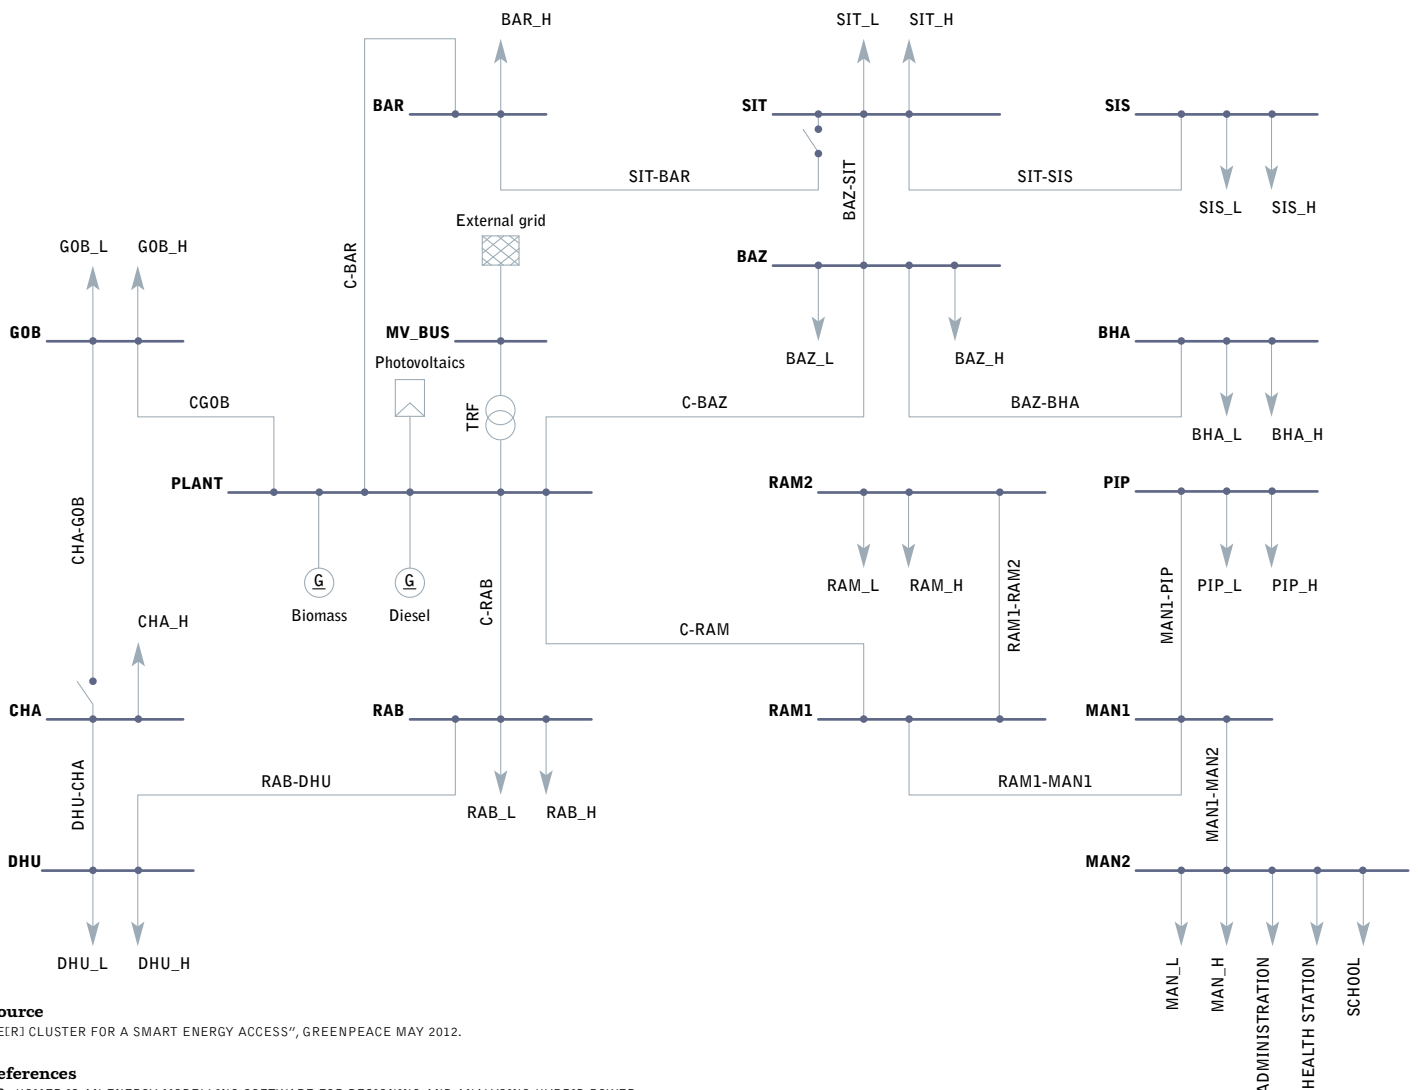 BAR_H
SIT_L
SIT_H
BAR
SIT
SIS
SIT-BAR
BAZ-SIT
SIT-SIS
SIS_L
SIS_H
External grid
GOB_L
GOB_H
C-BAR
BAZ
GOB
MV_BUS
BHA
Photovoltaics
BAZ_L
BAZ_H
CGOB
TRF
C-BAZ
BAZ-BHA
BHA_L
BHA_H
PLANT
RAM2
PIP
CHA-GOB
G
G
Biomass
Diesel
C-RAB
RAM_L
RAM_H
RAM1-RAM2
MAN1-PIP
PIP_L
PIP_H
CHA_H
C-RAM
CHA
RAB
RAM1
MAN1
DHU-CHA
RAB-DHU
RAB_L
RAB_H
RAM1-MAN1
MAN1-MAN2
DHU
MAN2
DHU_L
DHU_H
MAN_L
MAN_H
ADMINISTRATION
HEALTH STATION
SCHOOL
ource
E[R] CLUSTER FOR A SMART ENERGY ACCESS”, GREENPEACE MAY 2012.
eferences